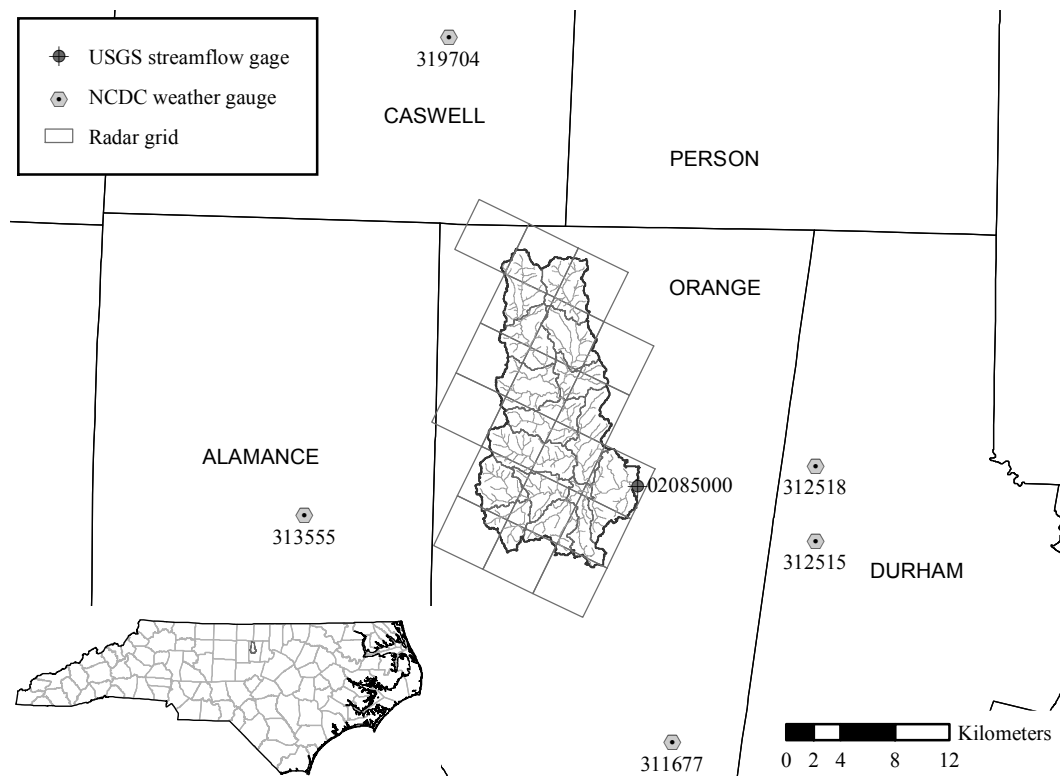 USGS streamflow gage
NCDC weather gauge
Radar grid
319704
CASWELL
PERSON
ORANGE
ALAMANCE
313555
02085000
312518
312515
DURHAM
311677
Kilometers
0 2 4 8 12